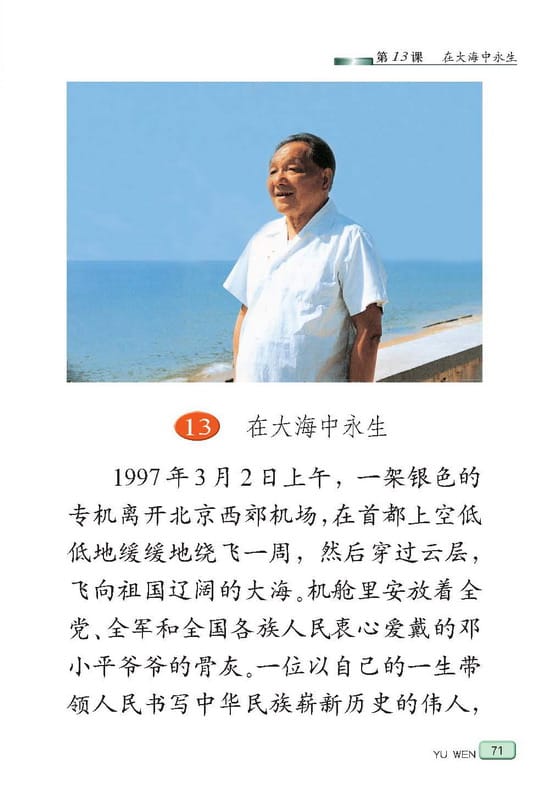 第13课 在大海中永生
13 在大海中永生
1997年3月2日上午，一架银色的
专机离开北京西郊机场，在首都上空低
低地缓缓地绕飞一周，然后穿过云层，
飞向祖国辽阔的大海。机舱里安放着全
党、全军和全国各族人民衷心爱戴的邓
小平爷爷的骨灰。一位以自己的一生带
领人民书写中华民族崭新历史的伟人，
YU WEN 71